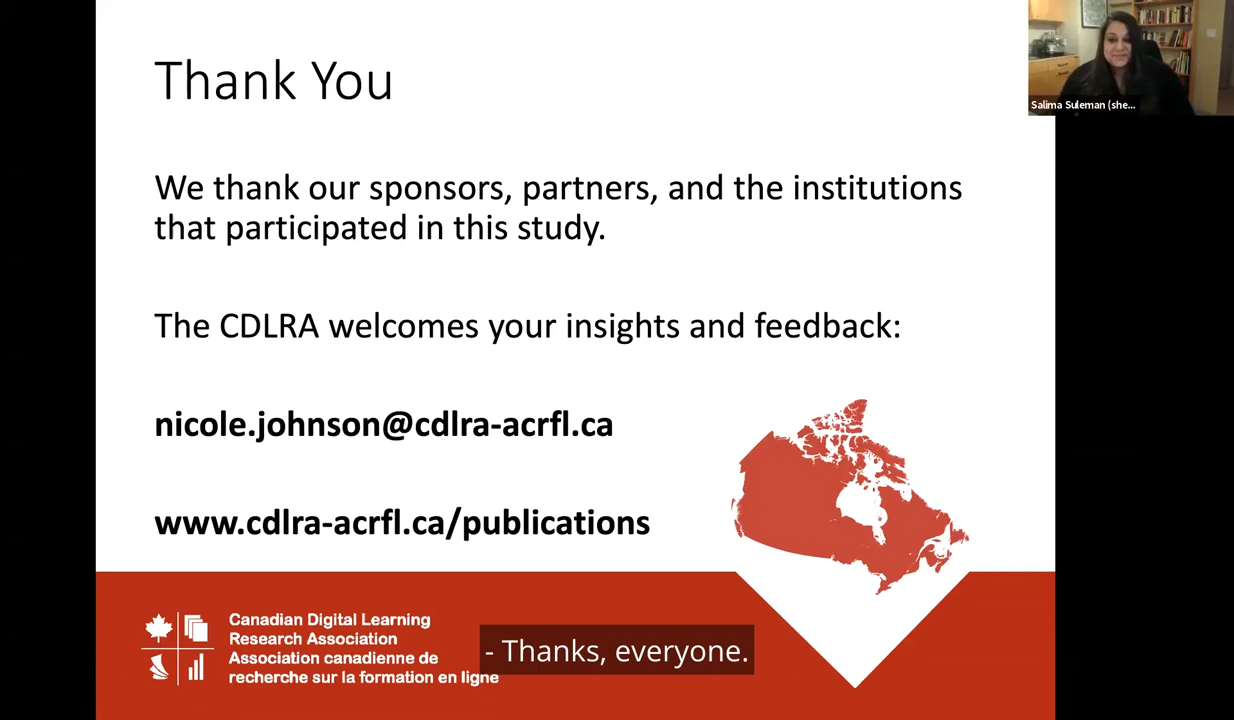 Thank You
Salima Suleman (she...
We thank our sponsors, partners, and the institutions
that participated in this study.
The CDLRA welcomes your insights and feedback:
nicole.johnson@cdlra-acrfl.ca
www.cdlra-acrfl.ca/publications
Canadian Digital Learning
Research Association
Association canadienne de
recherche sur la formation en ligne
- Thanks, everyone.